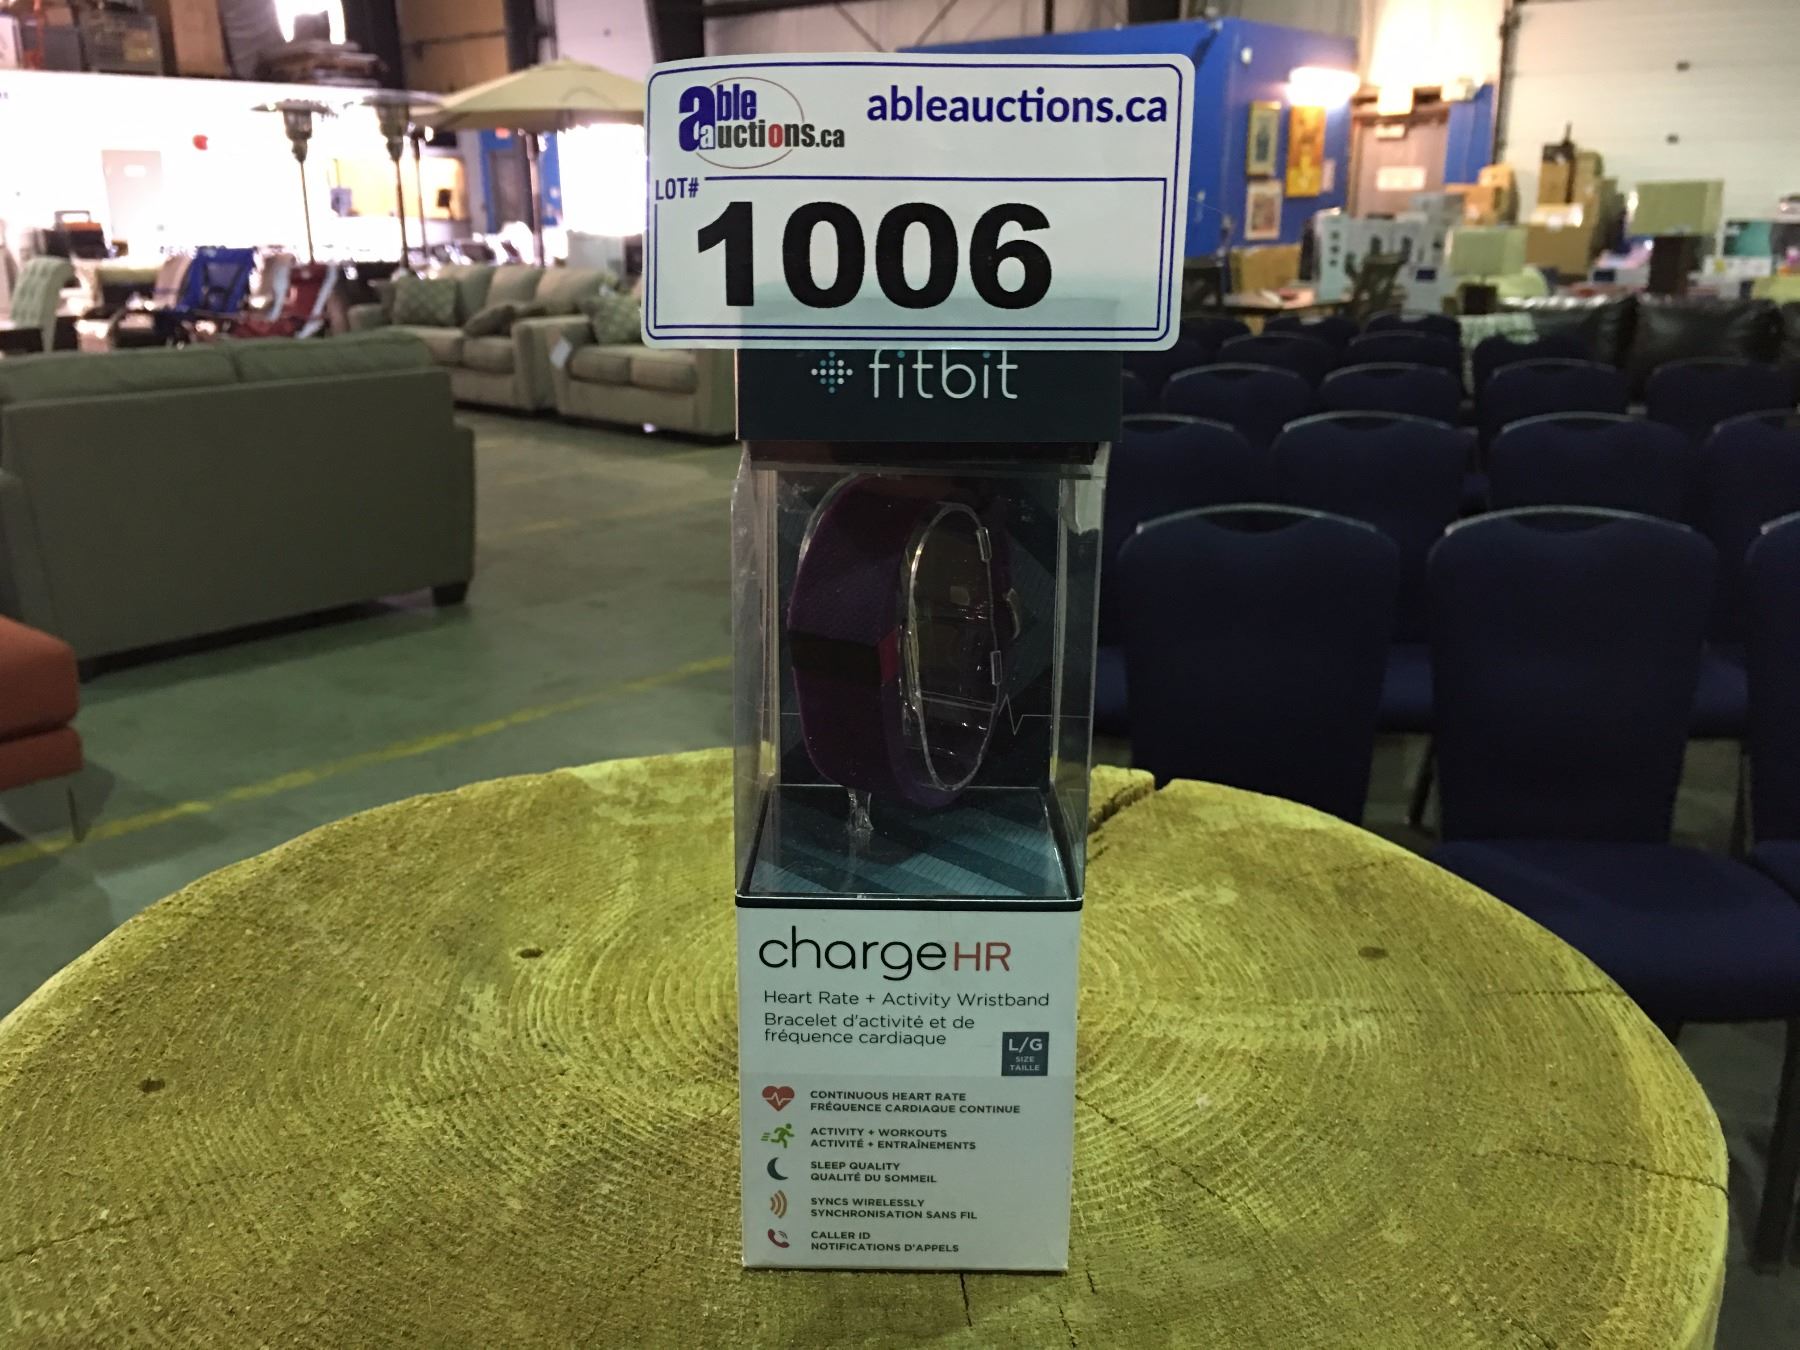 able auctions.ca
ableauctions.ca
LOT#
1006
fitbit
chargeHR
Heart Rate + Activity Wristband
Bracelet d'activité et de
fréquence cardiaque
L/G
SIZE
TAILLE
CONTINUOUS HEART RATE
FRÉQUENCE CARDIAQUE CONTINUE
ACTIVITY + WORKOUTS
ACTIVITÉ + ENTRAÎNEMENTS
SLEEP QUALITY
QUALITÉ DU SOMMEIL
SYNCS WIRELESSLY
SYNCHRONISATION SANS FIL
CALLER ID
NOTIFICATIONS D'APPELS